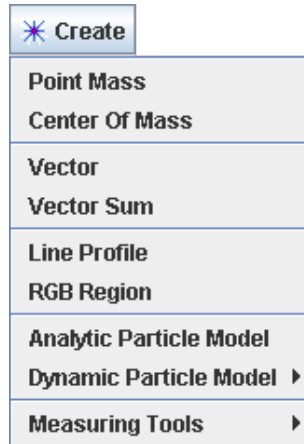 Create
Point Mass
Center Of Mass
Vector
Vector Sum
Line Profile
RGB Region
Analytic Particle Model
Dynamic Particle Model
Measuring Tools